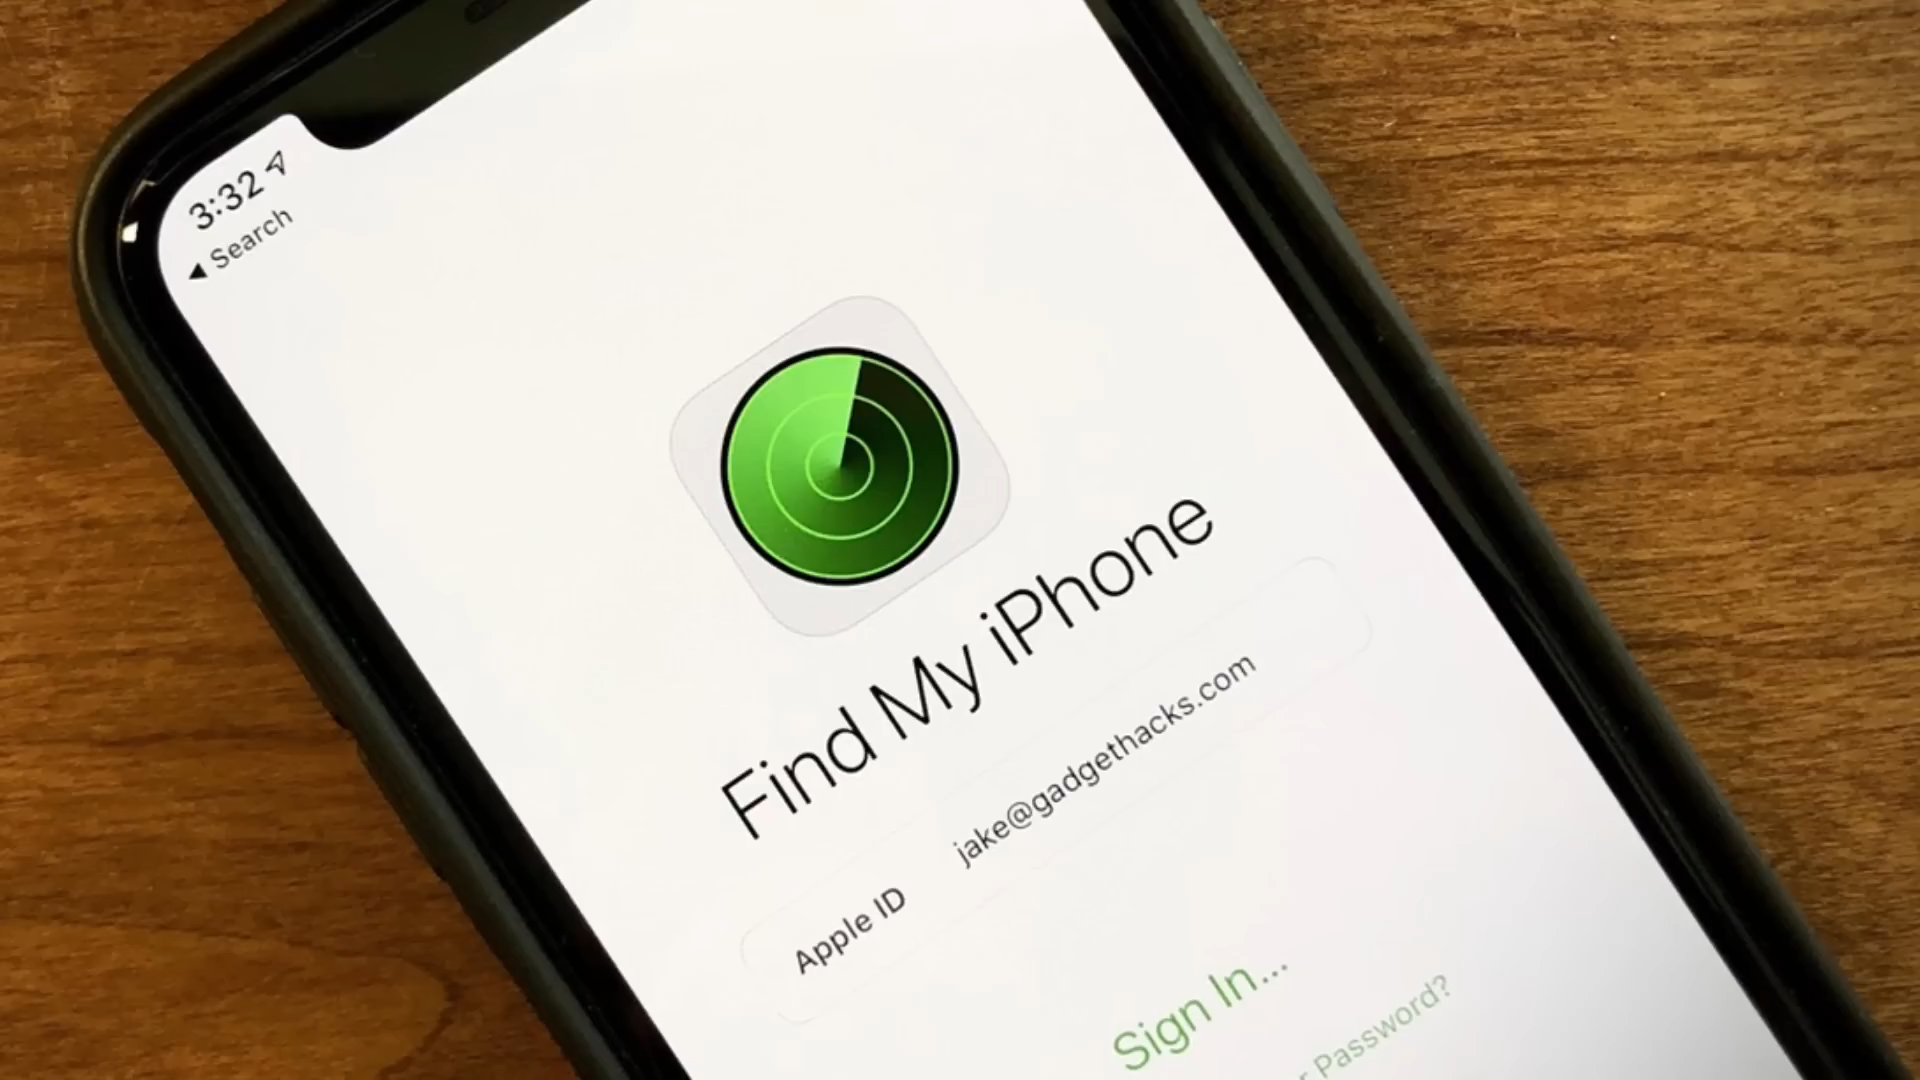 3:32
Search
Find My iPhone
Apple ID jake@gadgethacks.com
Sign In...
Password?